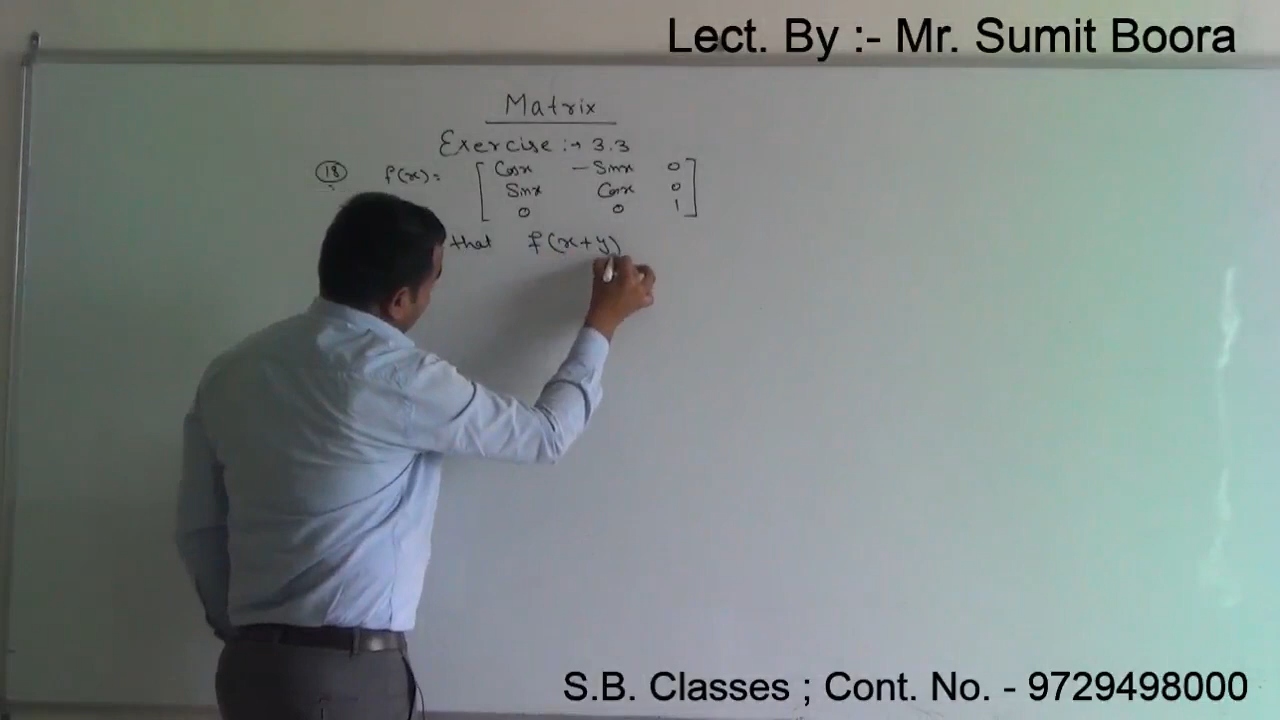 Lect. By :- Mr. Sumit Boora
Matrix
Exercise :→ 3.3
(18) f(x) = [ Cosx -Sinx 0
Sinx Cosx 0
0 0 1 ]
that f(x+y)
S.B. Classes ; Cont. No. - 9729498000